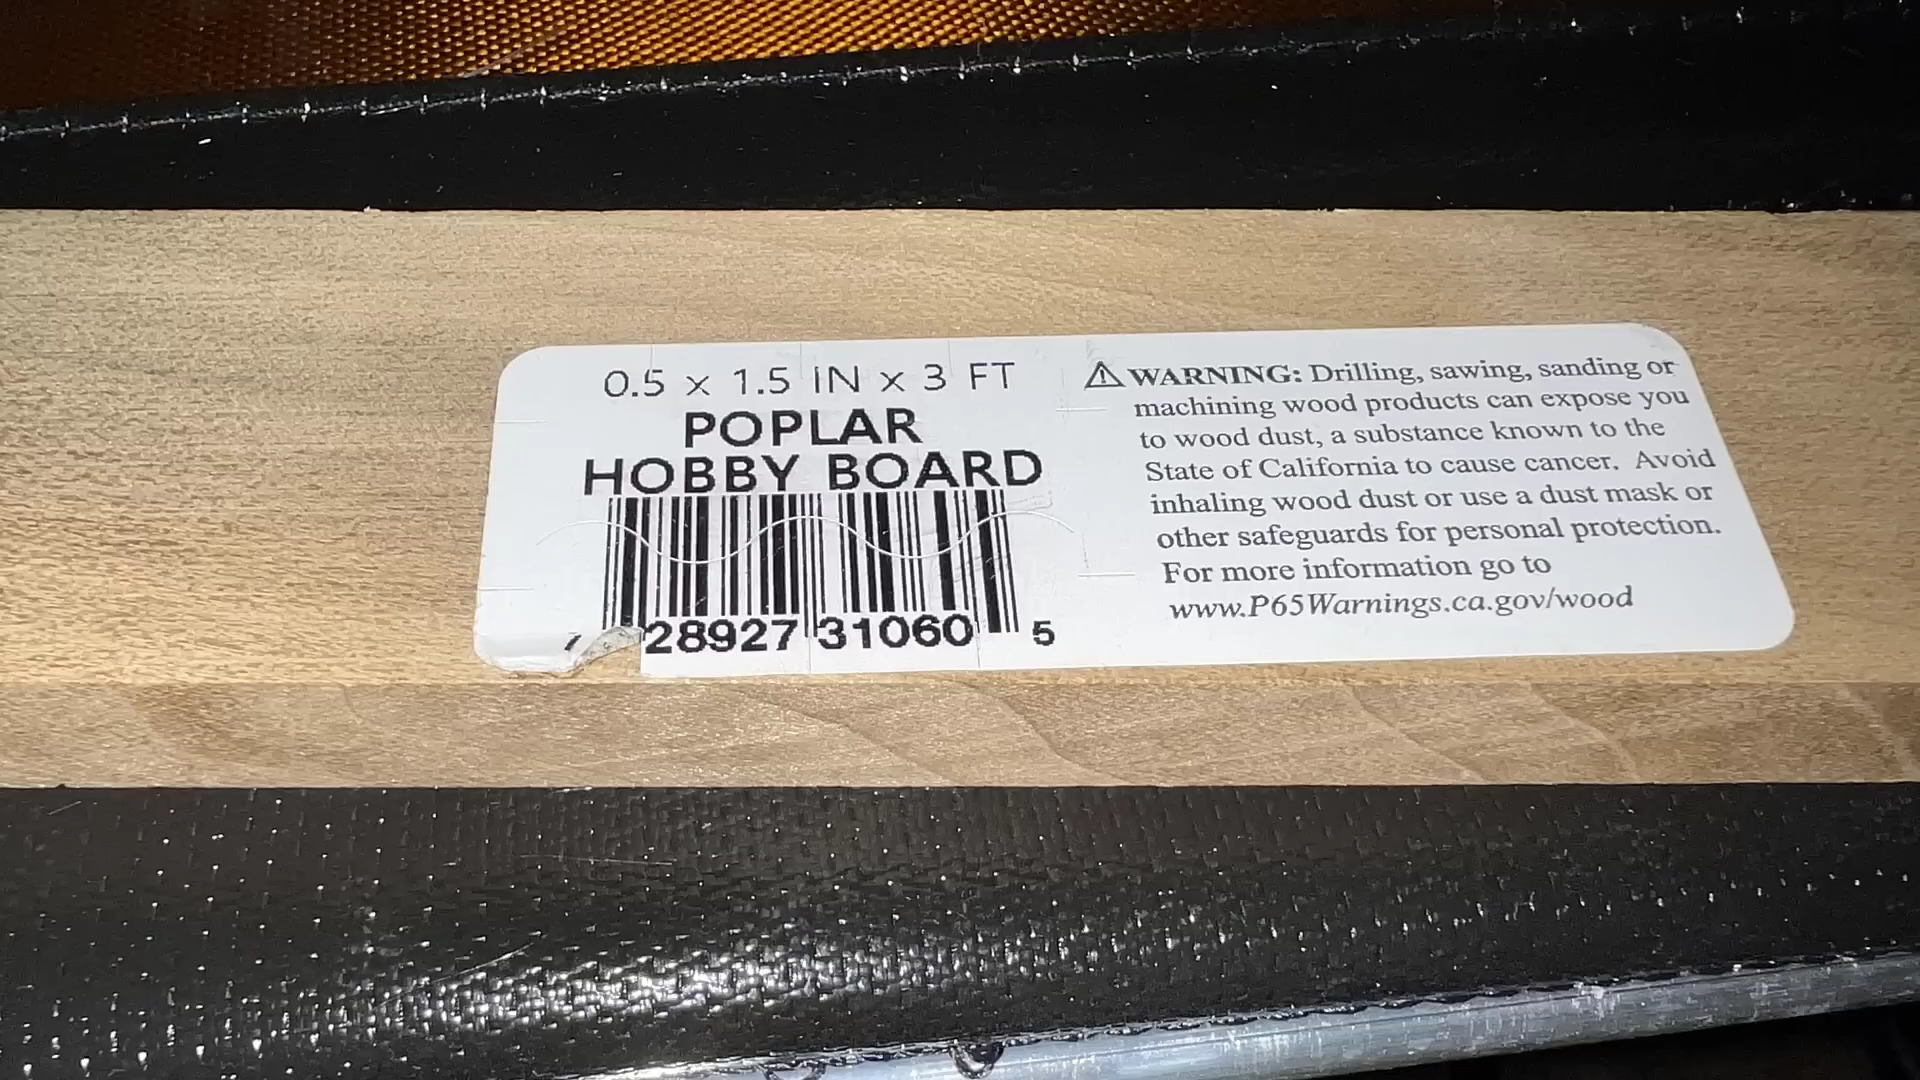 0.5 x 1.5 IN x 3 FT
POPLAR
HOBBY BOARD
7 28927 31060 5
⚠WARNING: Drilling, sawing, sanding or
machining wood products can expose you
to wood dust, a substance known to the
State of California to cause cancer. Avoid
inhaling wood dust or use a dust mask or
other safeguards for personal protection.
For more information go to
www.P65Warnings.ca.gov/wood